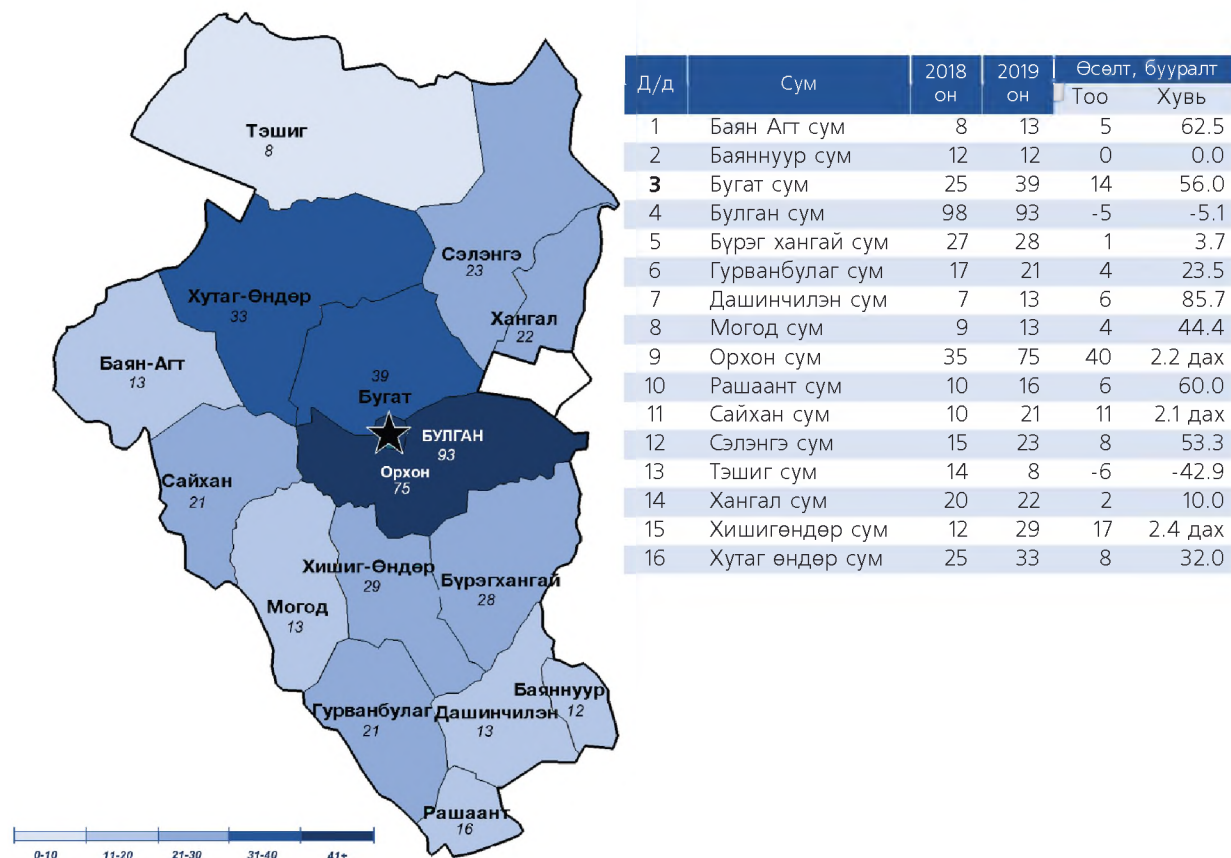 Тэшиг
8
Сэлэнгэ
23
Хутаг-Өндөр
33
Хангал
22
Баян-Агт
13
39
Бугат
БУЛГАН
93
Орхон
75
Сайхан
21
Хишиг-Өндөр
29
Бүрэгхангай
28
Могод
13
Баяннуур
12
Гурванбулаг
21
Дашинчилэн
13
Рашаант
16
0-10 11-20 21-30 31-40 41+
Д/д Сум 2018 он 2019 он Өсөлт, бууралт
Тоо Хувь
1 Баян Агт сум 8 13 5 62.5
2 Баяннуур сум 12 12 0 0.0
3 Бугат сум 25 39 14 56.0
4 Булган сум 98 93 -5 -5.1
5 Бүрэг хангай сум 27 28 1 3.7
6 Гурванбулаг сум 17 21 4 23.5
7 Дашинчилэн сум 7 13 6 85.7
8 Могод сум 9 13 4 44.4
9 Орхон сум 35 75 40 2.2 дах
10 Рашаант сум 10 16 6 60.0
11 Сайхан сум 10 21 11 2.1 дах
12 Сэлэнгэ сум 15 23 8 53.3
13 Тэшиг сум 14 8 -6 -42.9
14 Хангал сум 20 22 2 10.0
15 Хишигөндөр сум 12 29 17 2.4 дах
16 Хутаг өндөр сум 25 33 8 32.0